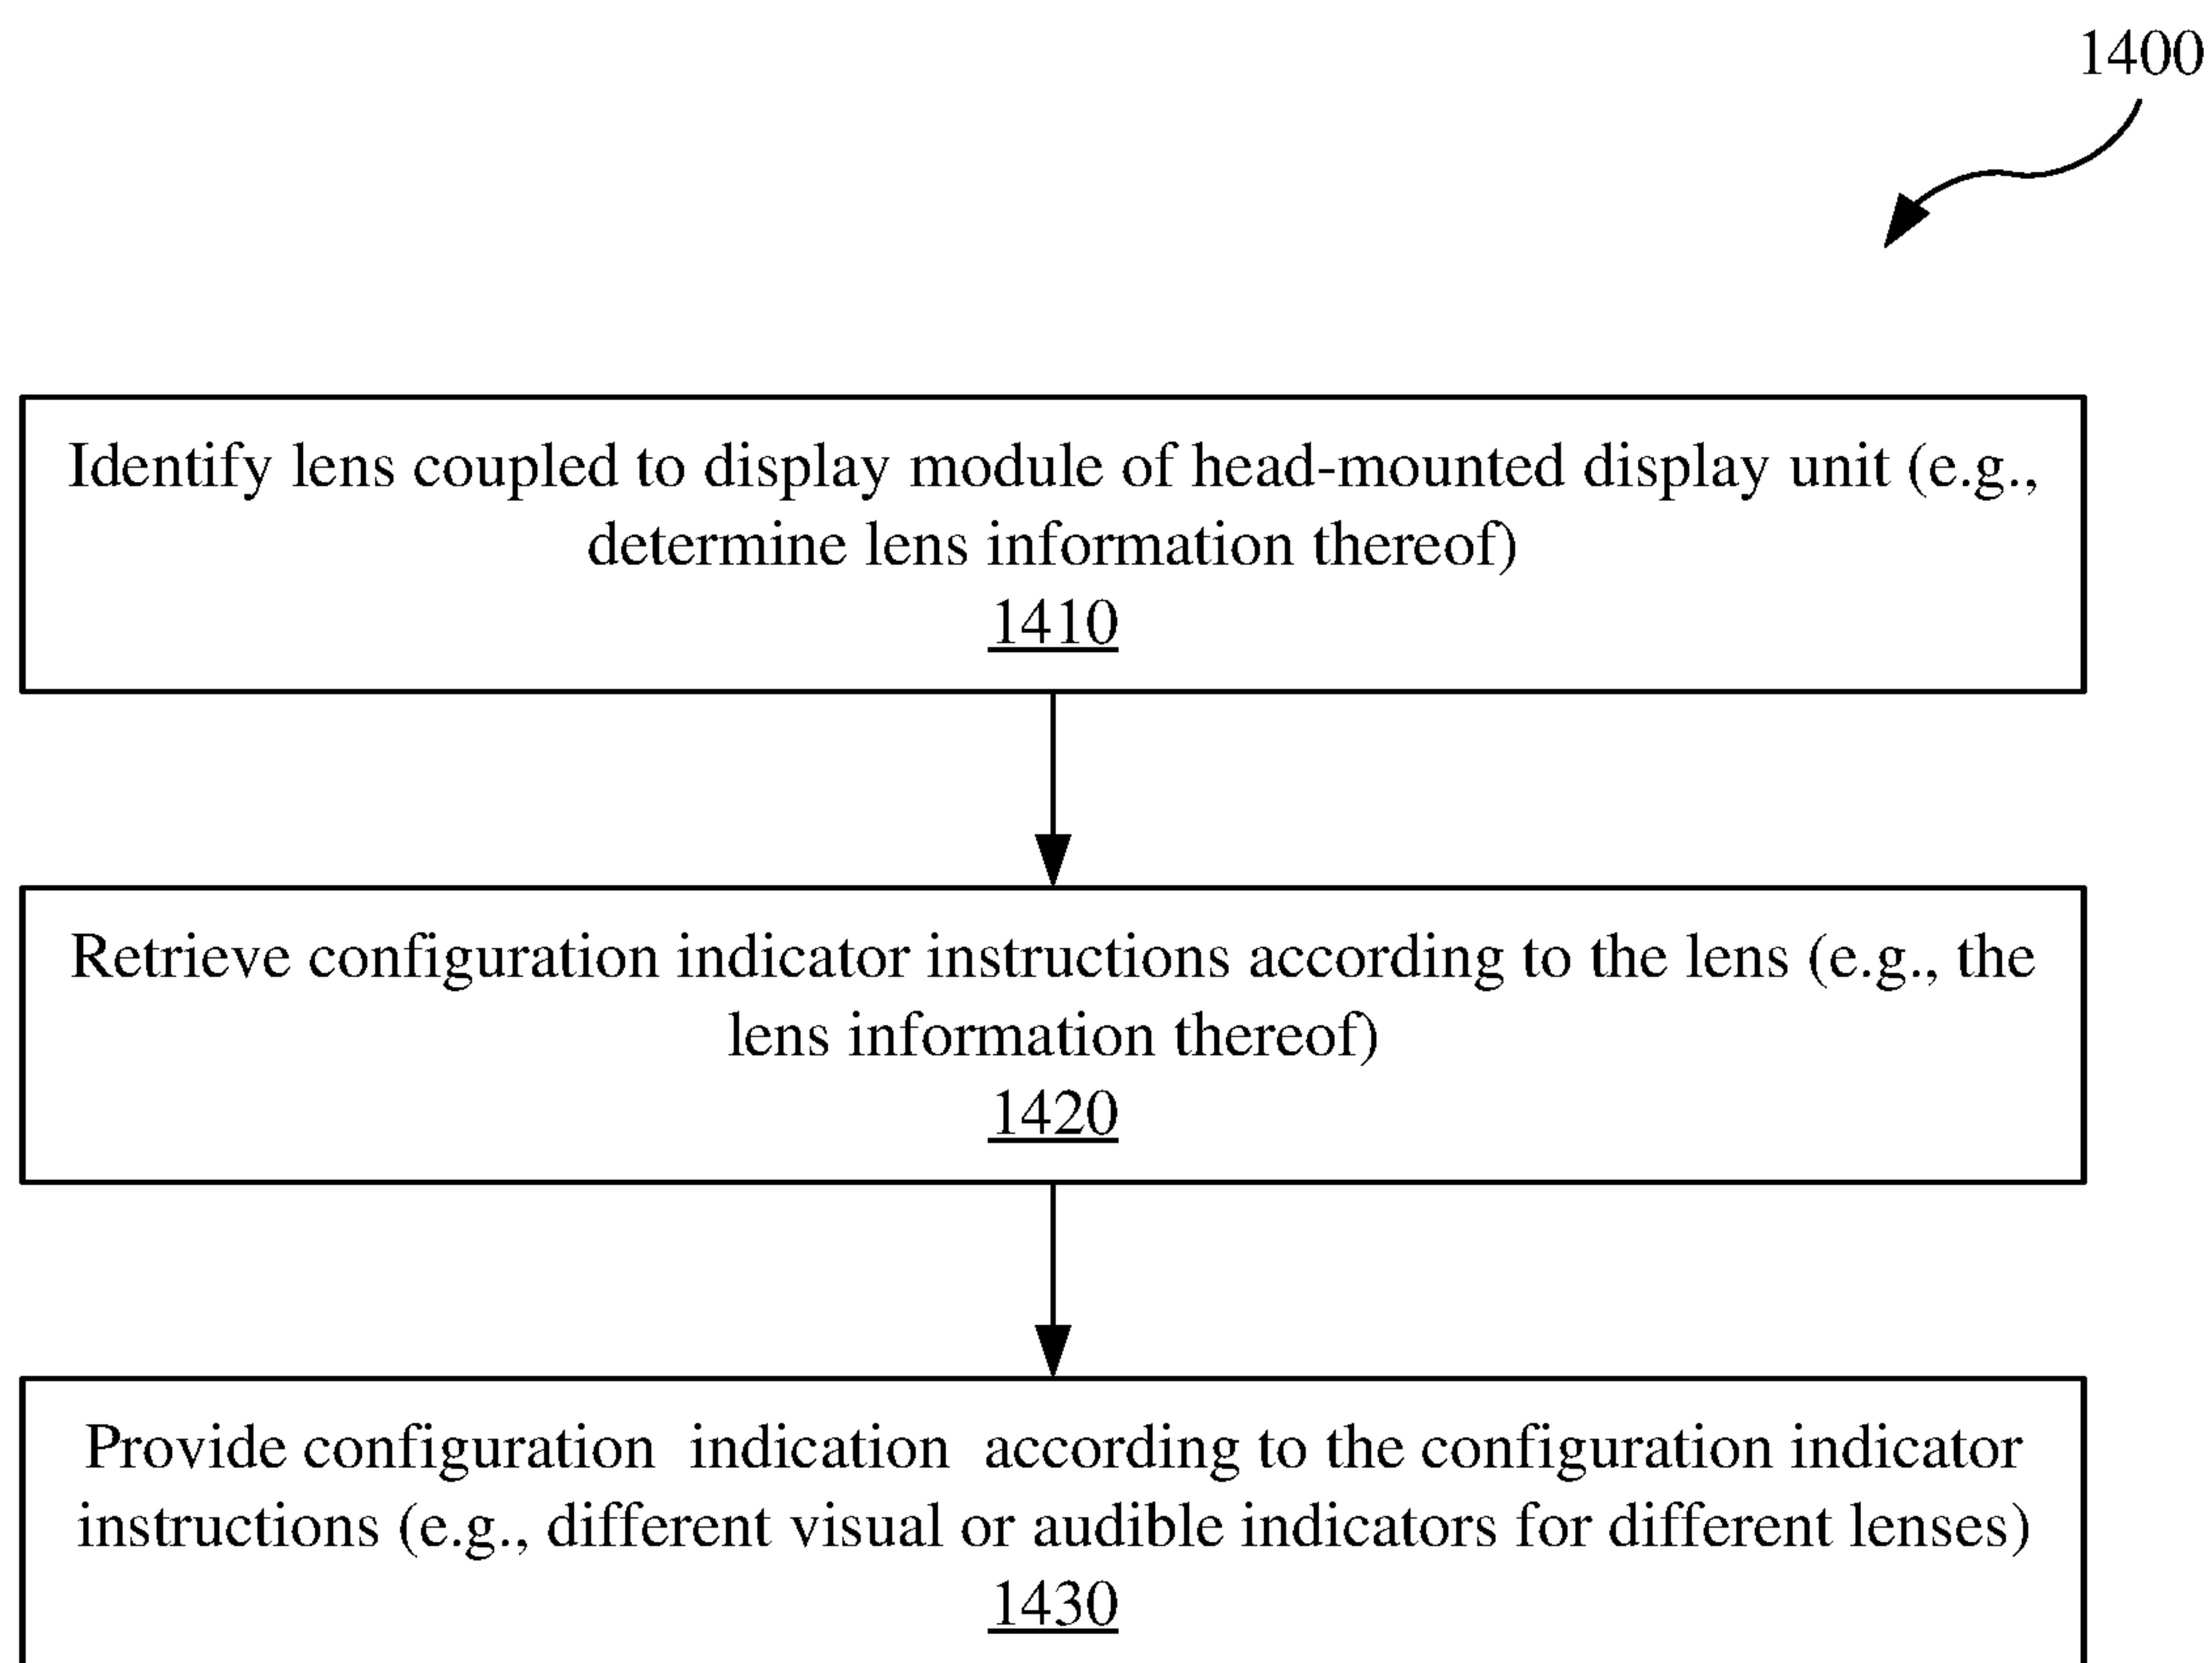 1400
Identify lens coupled to display module of head-mounted display unit (e.g.,
determine lens information thereof)
1410
Retrieve configuration indicator instructions according to the lens (e.g., the
lens information thereof)
1420
Provide configuration indication according to the configuration indicator
instructions (e.g., different visual or audible indicators for different lenses)
1430